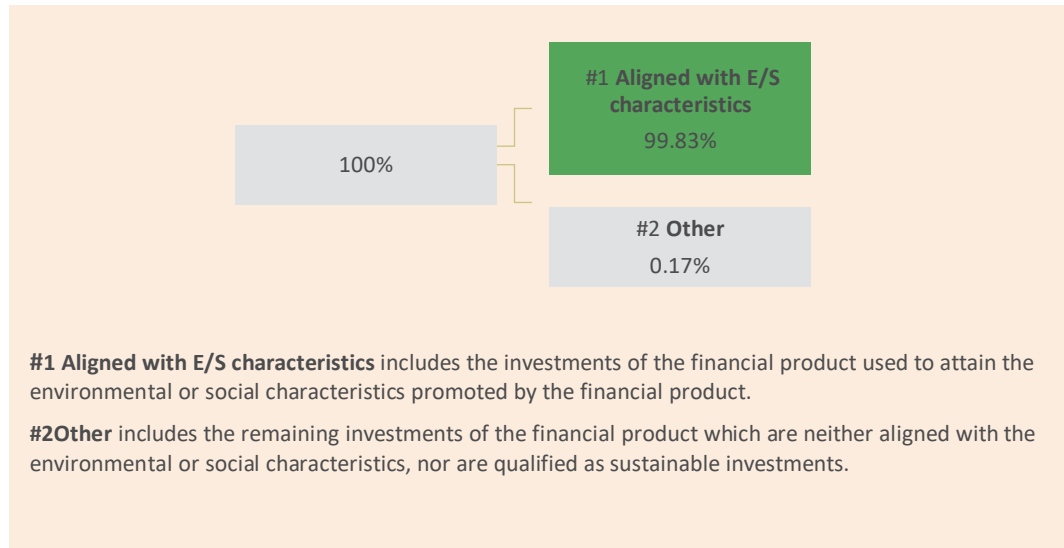 #1 Aligned with E/S
characteristics
99.83%
100%
#2 Other
0.17%
#1 Aligned with E/S characteristics includes the investments of the financial product used to attain the
environmental or social characteristics promoted by the financial product.
#2Other includes the remaining investments of the financial product which are neither aligned with the
environmental or social characteristics, nor are qualified as sustainable investments.